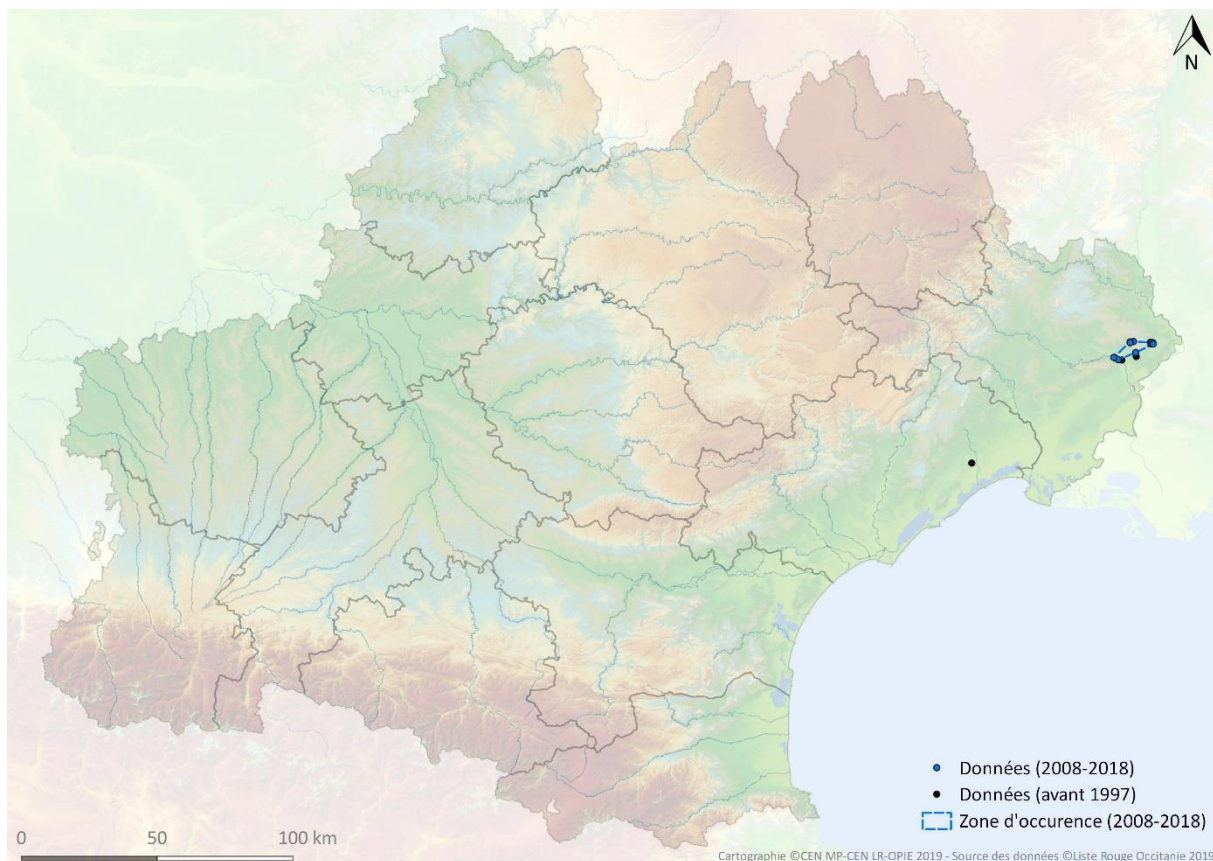 N
Données (2008-2018)
Données (avant 1997)
Zone d'occurence (2008-2018)
0 50 100 km
Cartographie ©CEN MP-CEN LR-OPIE 2019 - Source des données ©Liste Rouge Occitanie 2019